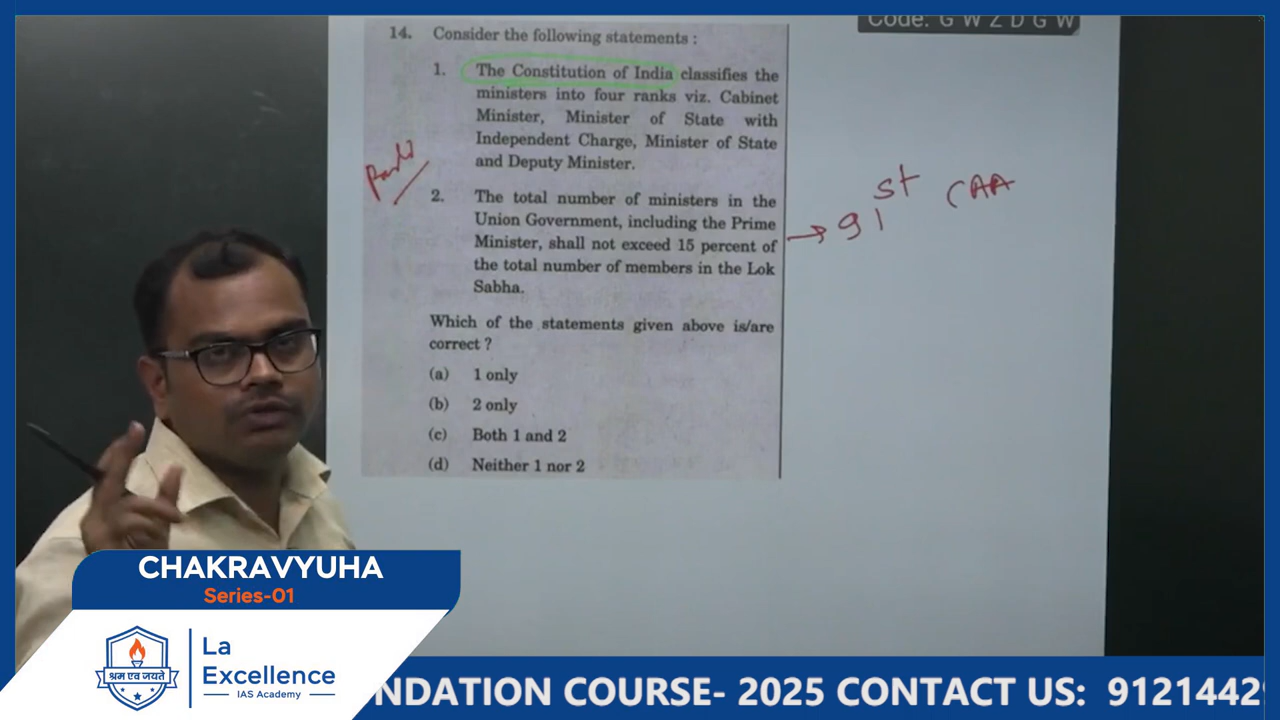 Code: G W Z D G W
14. Consider the following statements :
1. The Constitution of India classifies the
ministers into four ranks viz. Cabinet
Minister, Minister of State with
Independent Charge, Minister of State
and Deputy Minister.
2. The total number of ministers in the
Union Government, including the Prime
Minister, shall not exceed 15 percent of
the total number of members in the Lok
Sabha.
→ 91st CAA
Which of the statements given above is/are
correct ?
(a) 1 only
(b) 2 only
(c) Both 1 and 2
(d) Neither 1 nor 2
CHAKRAVYUHA
Series-01
श्रम एव जयते
La
Excellence
IAS Academy
NDATION COURSE- 2025 CONTACT US: 9121442